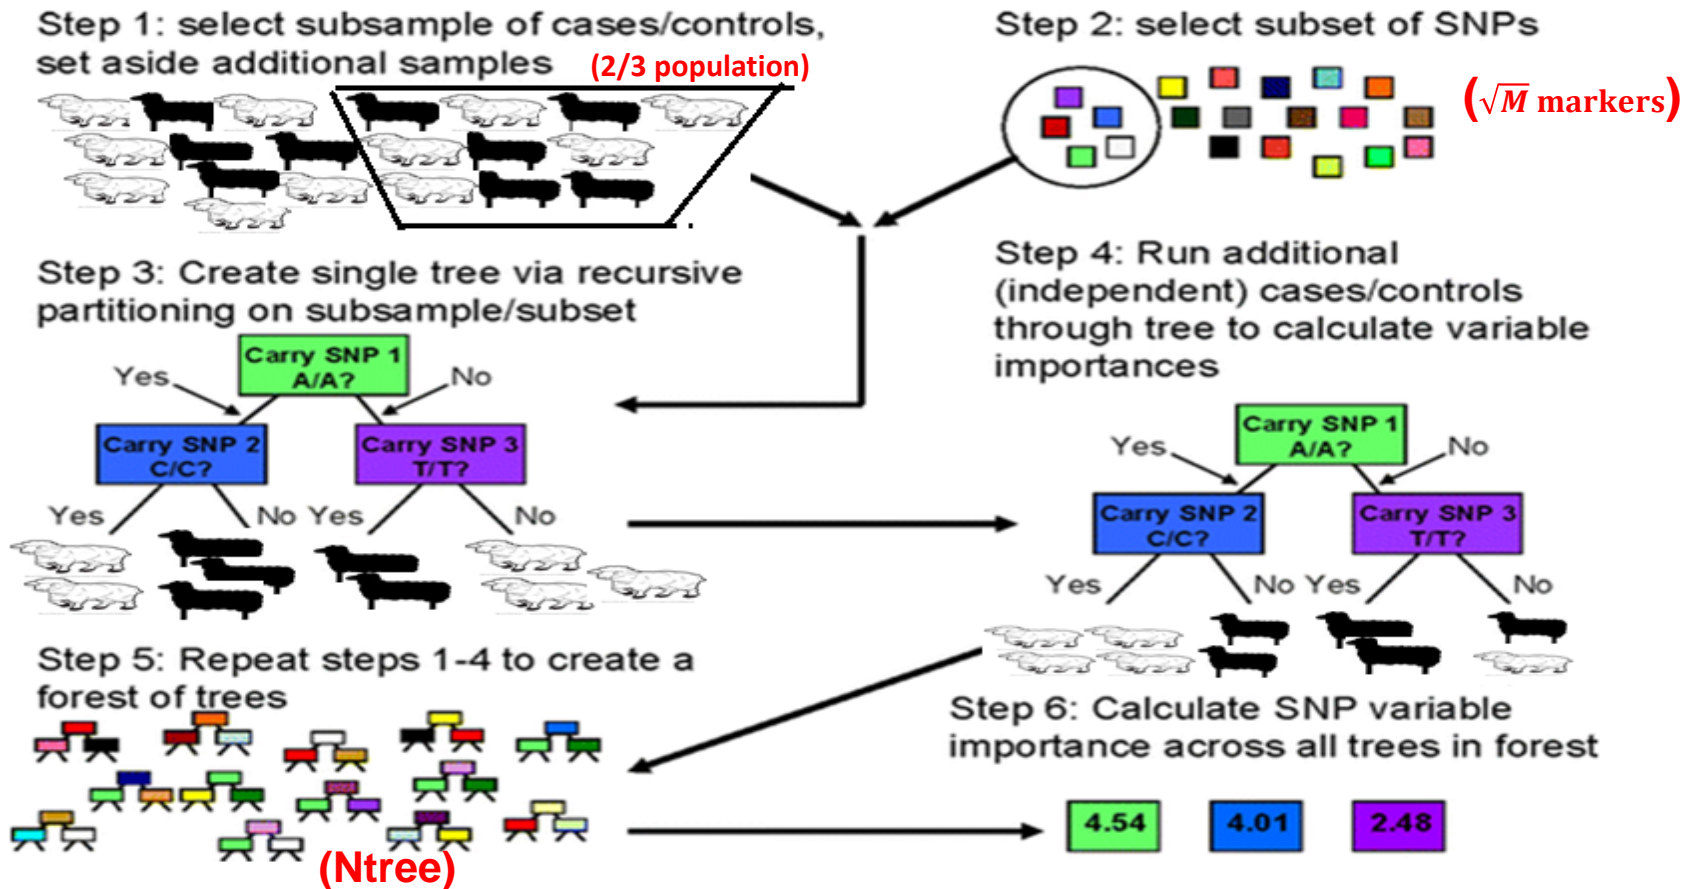 Step 1: select subsample of cases/controls,
set aside additional samples (2/3 population)
Step 2: select subset of SNPs
(√M markers)
Step 3: Create single tree via recursive
partitioning on subsample/subset
Carry SNP 1
A/A?
Yes
No
Carry SNP 2
C/C?
Carry SNP 3
T/T?
Yes
No
Yes
No
Step 4: Run additional
(independent) cases/controls
through tree to calculate variable
importances
Carry SNP 1
A/A?
Yes
No
Carry SNP 2
C/C?
Carry SNP 3
T/T?
Yes
No
Yes
No
Step 5: Repeat steps 1-4 to create a
forest of trees
(Ntree)
Step 6: Calculate SNP variable
importance across all trees in forest
4.54
4.01
2.48